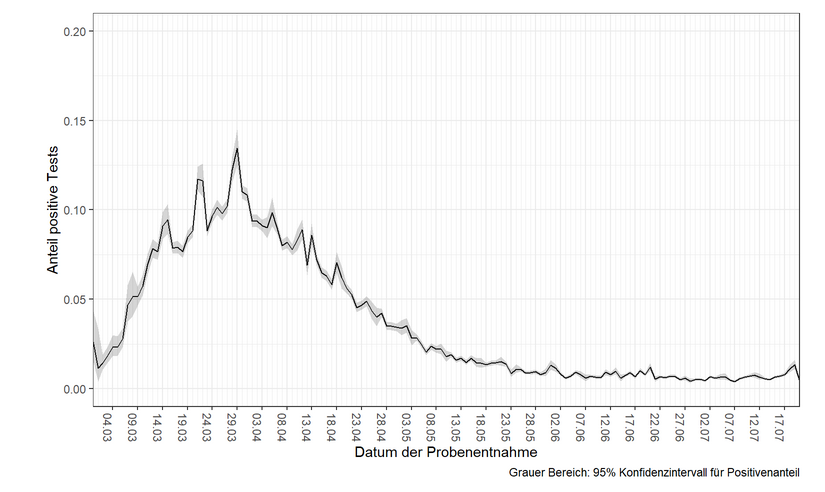 0.20
0.15
0.10
0.05
0.00
Anteil positive Tests
04.03 09.03 14.03 19.03 24.03 29.03 03.04 08.04 13.04 18.04 23.04 28.04 03.05 08.05 13.05 18.05 23.05 28.05 02.06 07.06 12.06 17.06 22.06 27.06 02.07 07.07 12.07 17.07
Datum der Probenentnahme
Grauer Bereich: 95% Konfidenzintervall für Positivenanteil